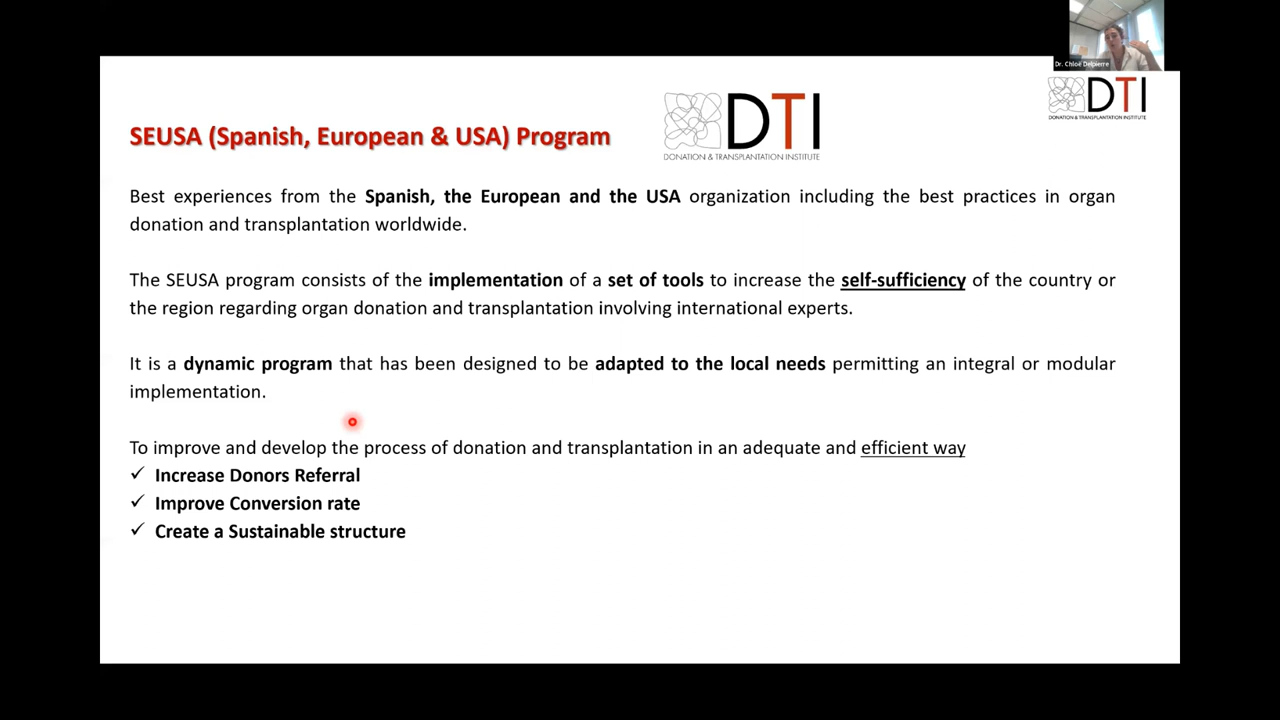 Dr. Chloë Delpierre
DTI
DONATION & TRANSPLANTATION INSTITUTE
DTI
DONATION & TRANSPLANTATION INSTITUTE
SEUSA (Spanish, European & USA) Program
Best experiences from the Spanish, the European and the USA organization including the best practices in organ
donation and transplantation worldwide.
The SEUSA program consists of the implementation of a set of tools to increase the self-sufficiency of the country or
the region regarding organ donation and transplantation involving international experts.
It is a dynamic program that has been designed to be adapted to the local needs permitting an integral or modular
implementation.
To improve and develop the process of donation and transplantation in an adequate and efficient way
✓ Increase Donors Referral
✓ Improve Conversion rate
✓ Create a Sustainable structure